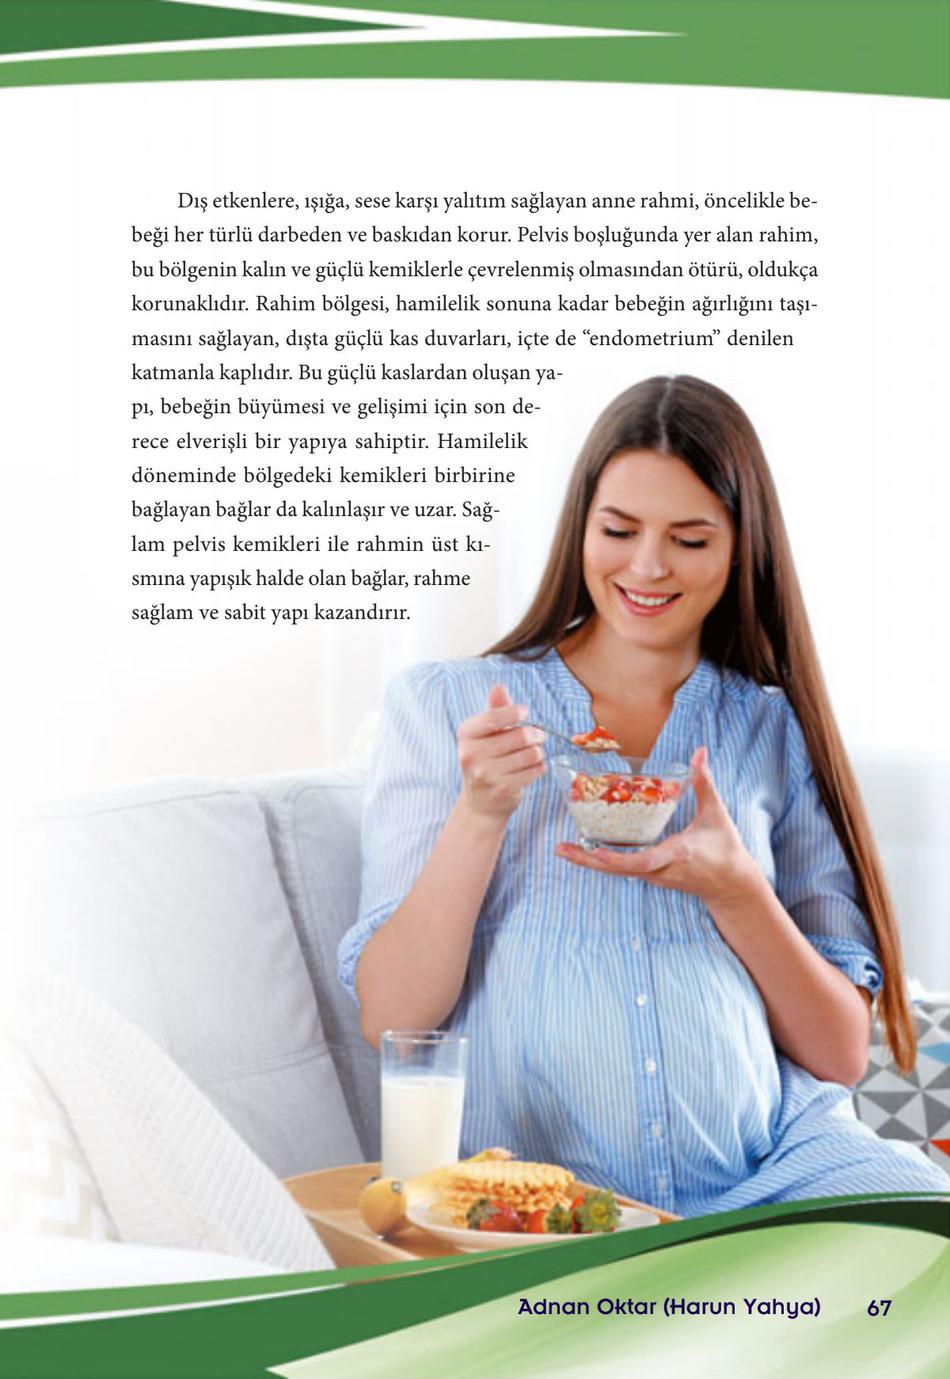 Dış etkenlere, ışığa, sese karşı yalıtım sağlayan anne rahmi, öncelikle be-
beği her türlü darbeden ve baskıdan korur. Pelvis boşluğunda yer alan rahim,
bu bölgenin kalın ve güçlü kemiklerle çevrelenmiş olmasından ötürü, oldukça
korunaklıdır. Rahim bölgesi, hamilelik sonuna kadar bebeğin ağırlığını taşı-
masını sağlayan, dışta güçlü kas duvarları, içte de “endometrium” denilen
katmanla kaplıdır. Bu güçlü kaslardan oluşan ya-
pı, bebeğin büyümesi ve gelişimi için son de-
rece elverişli bir yapıya sahiptir. Hamilelik
döneminde bölgedeki kemikleri birbirine
bağlayan bağlar da kalınlaşır ve uzar. Sağ-
lam pelvis kemikleri ile rahmin üst kı-
smına yapışık halde olan bağlar, rahme
sağlam ve sabit yapı kazandırır.
Adnan Oktar (Harun Yahya) 67